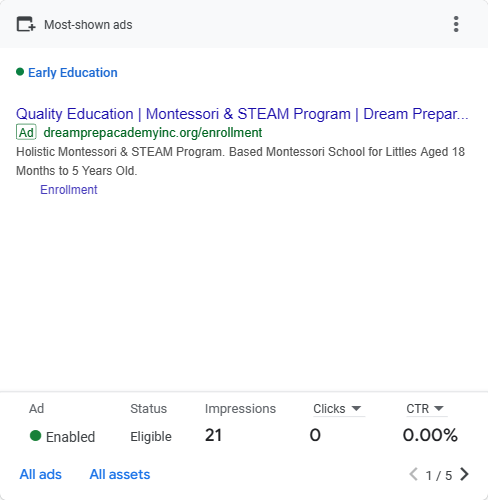 Most-shown ads
Early Education
Quality Education | Montessori & STEAM Program | Dream Prepar...
Ad dreamprepacademyinc.org/enrollment
Holistic Montessori & STEAM Program. Based Montessori School for Littles Aged 18
Months to 5 Years Old.
Enrollment
Ad Status Impressions Clicks CTR
Enabled Eligible 21 0 0.00%
All ads All assets 1 / 5